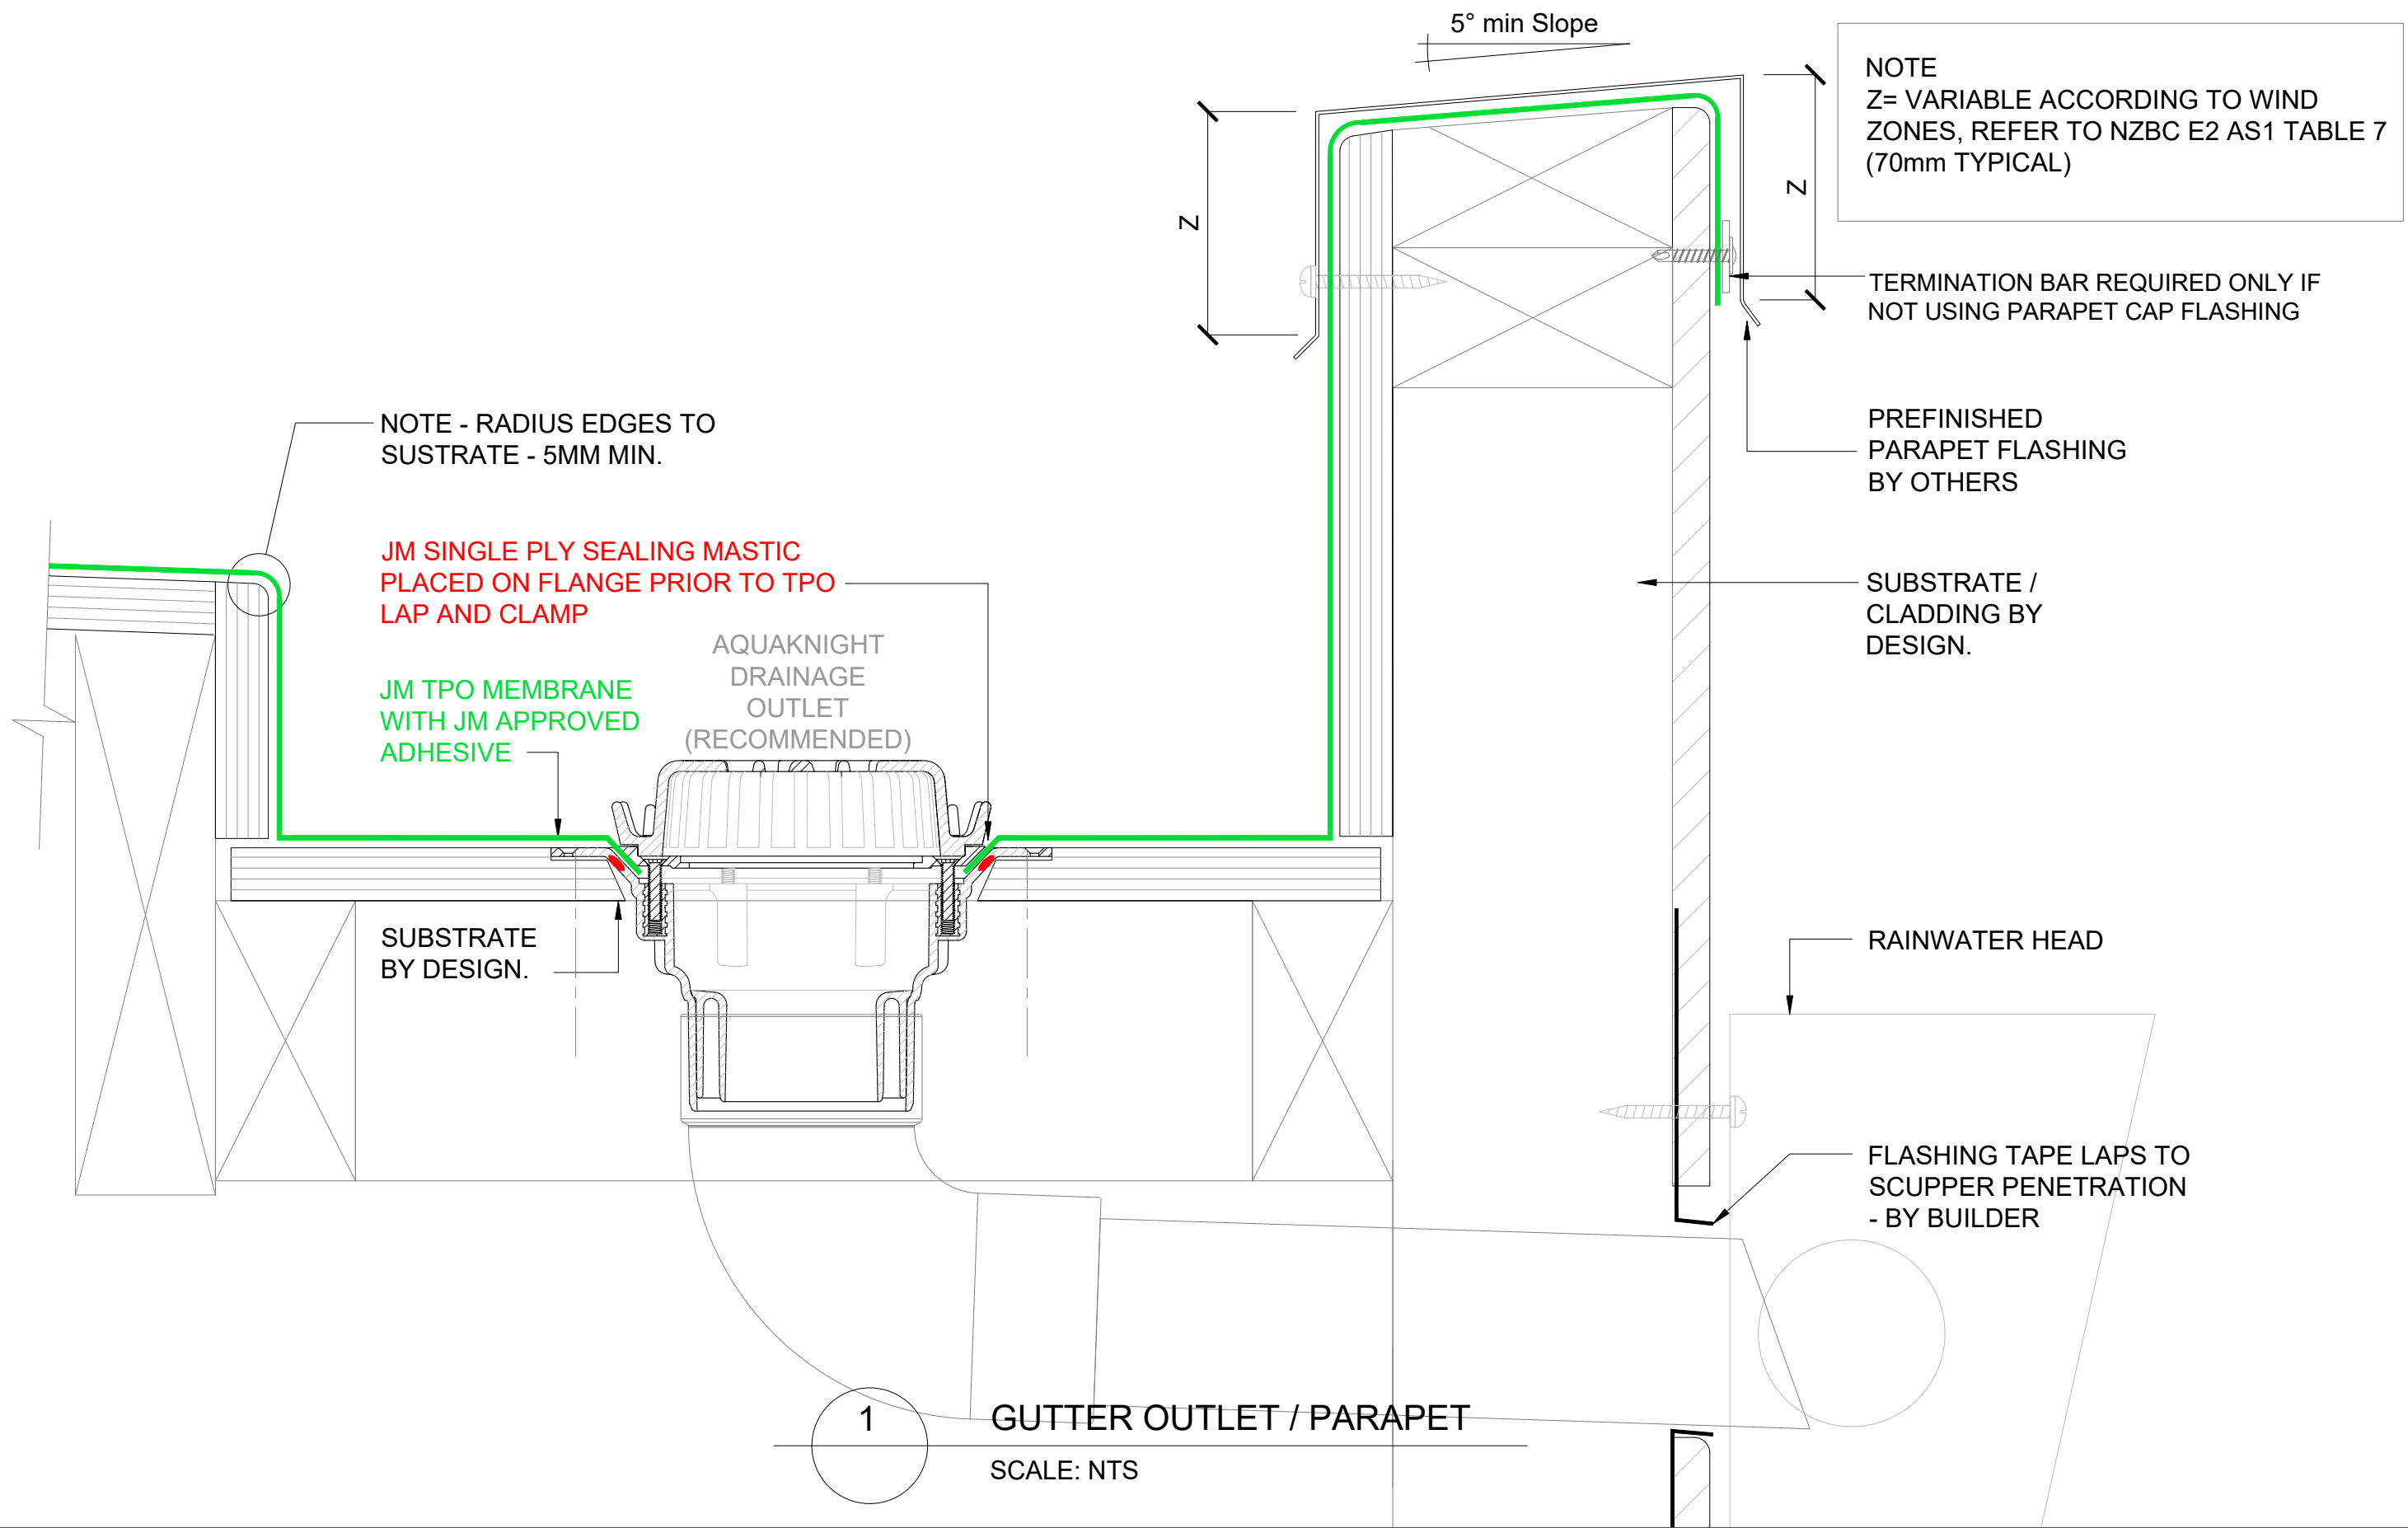 5° min Slope
NOTE
Z= VARIABLE ACCORDING TO WIND
ZONES, REFER TO NZBC E2 AS1 TABLE 7
(70mm TYPICAL)
Z
Z
TERMINATION BAR REQUIRED ONLY IF
NOT USING PARAPET CAP FLASHING
PREFINISHED
PARAPET FLASHING
BY OTHERS
NOTE - RADIUS EDGES TO
SUSTRATE - 5MM MIN.
JM SINGLE PLY SEALING MASTIC
PLACED ON FLANGE PRIOR TO TPO
LAP AND CLAMP
AQUAKNIGHT
DRAINAGE
OUTLET
(RECOMMENDED)
JM TPO MEMBRANE
WITH JM APPROVED
ADHESIVE
SUBSTRATE /
CLADDING BY
DESIGN.
SUBSTRATE
BY DESIGN.
RAINWATER HEAD
FLASHING TAPE LAPS TO
SCUPPER PENETRATION
- BY BUILDER
1
GUTTER OUTLET / PARAPET
SCALE: NTS